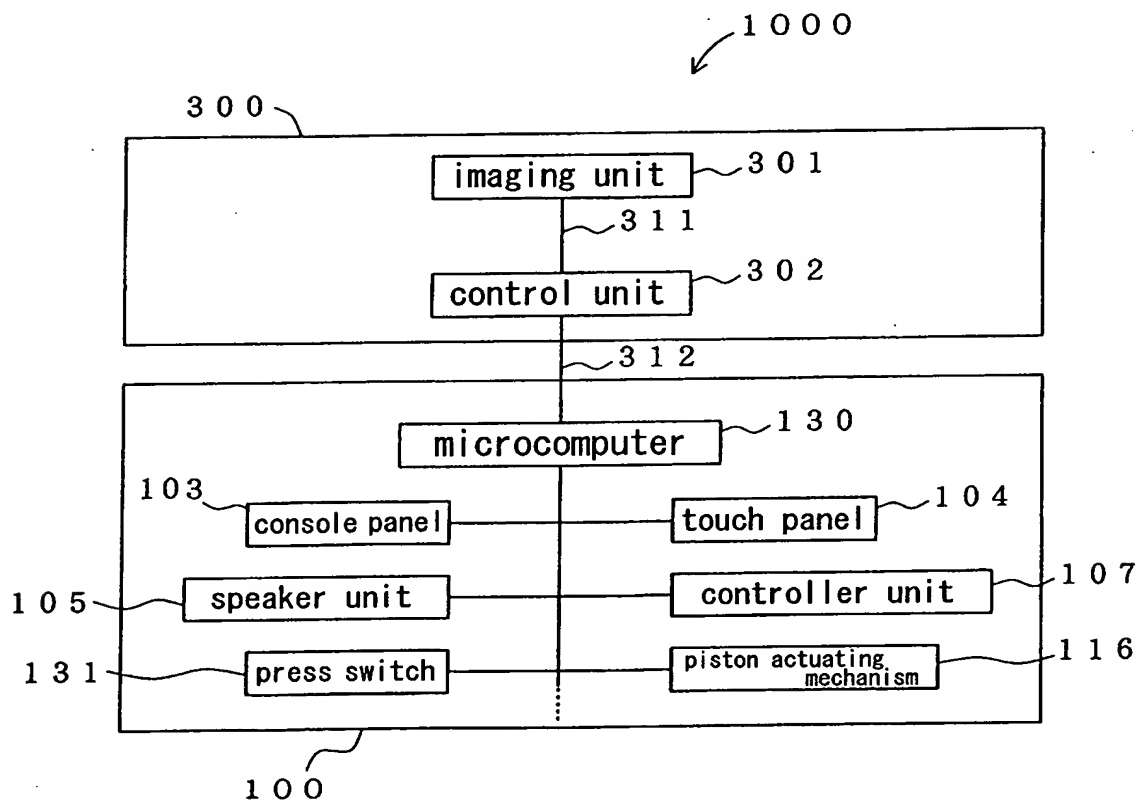 1000
300
imaging unit
301
311
control unit
302
312
microcomputer
130
103
console panel
touch panel
104
105
speaker unit
controller unit
107
131
press switch
piston actuating
mechanism
116
100